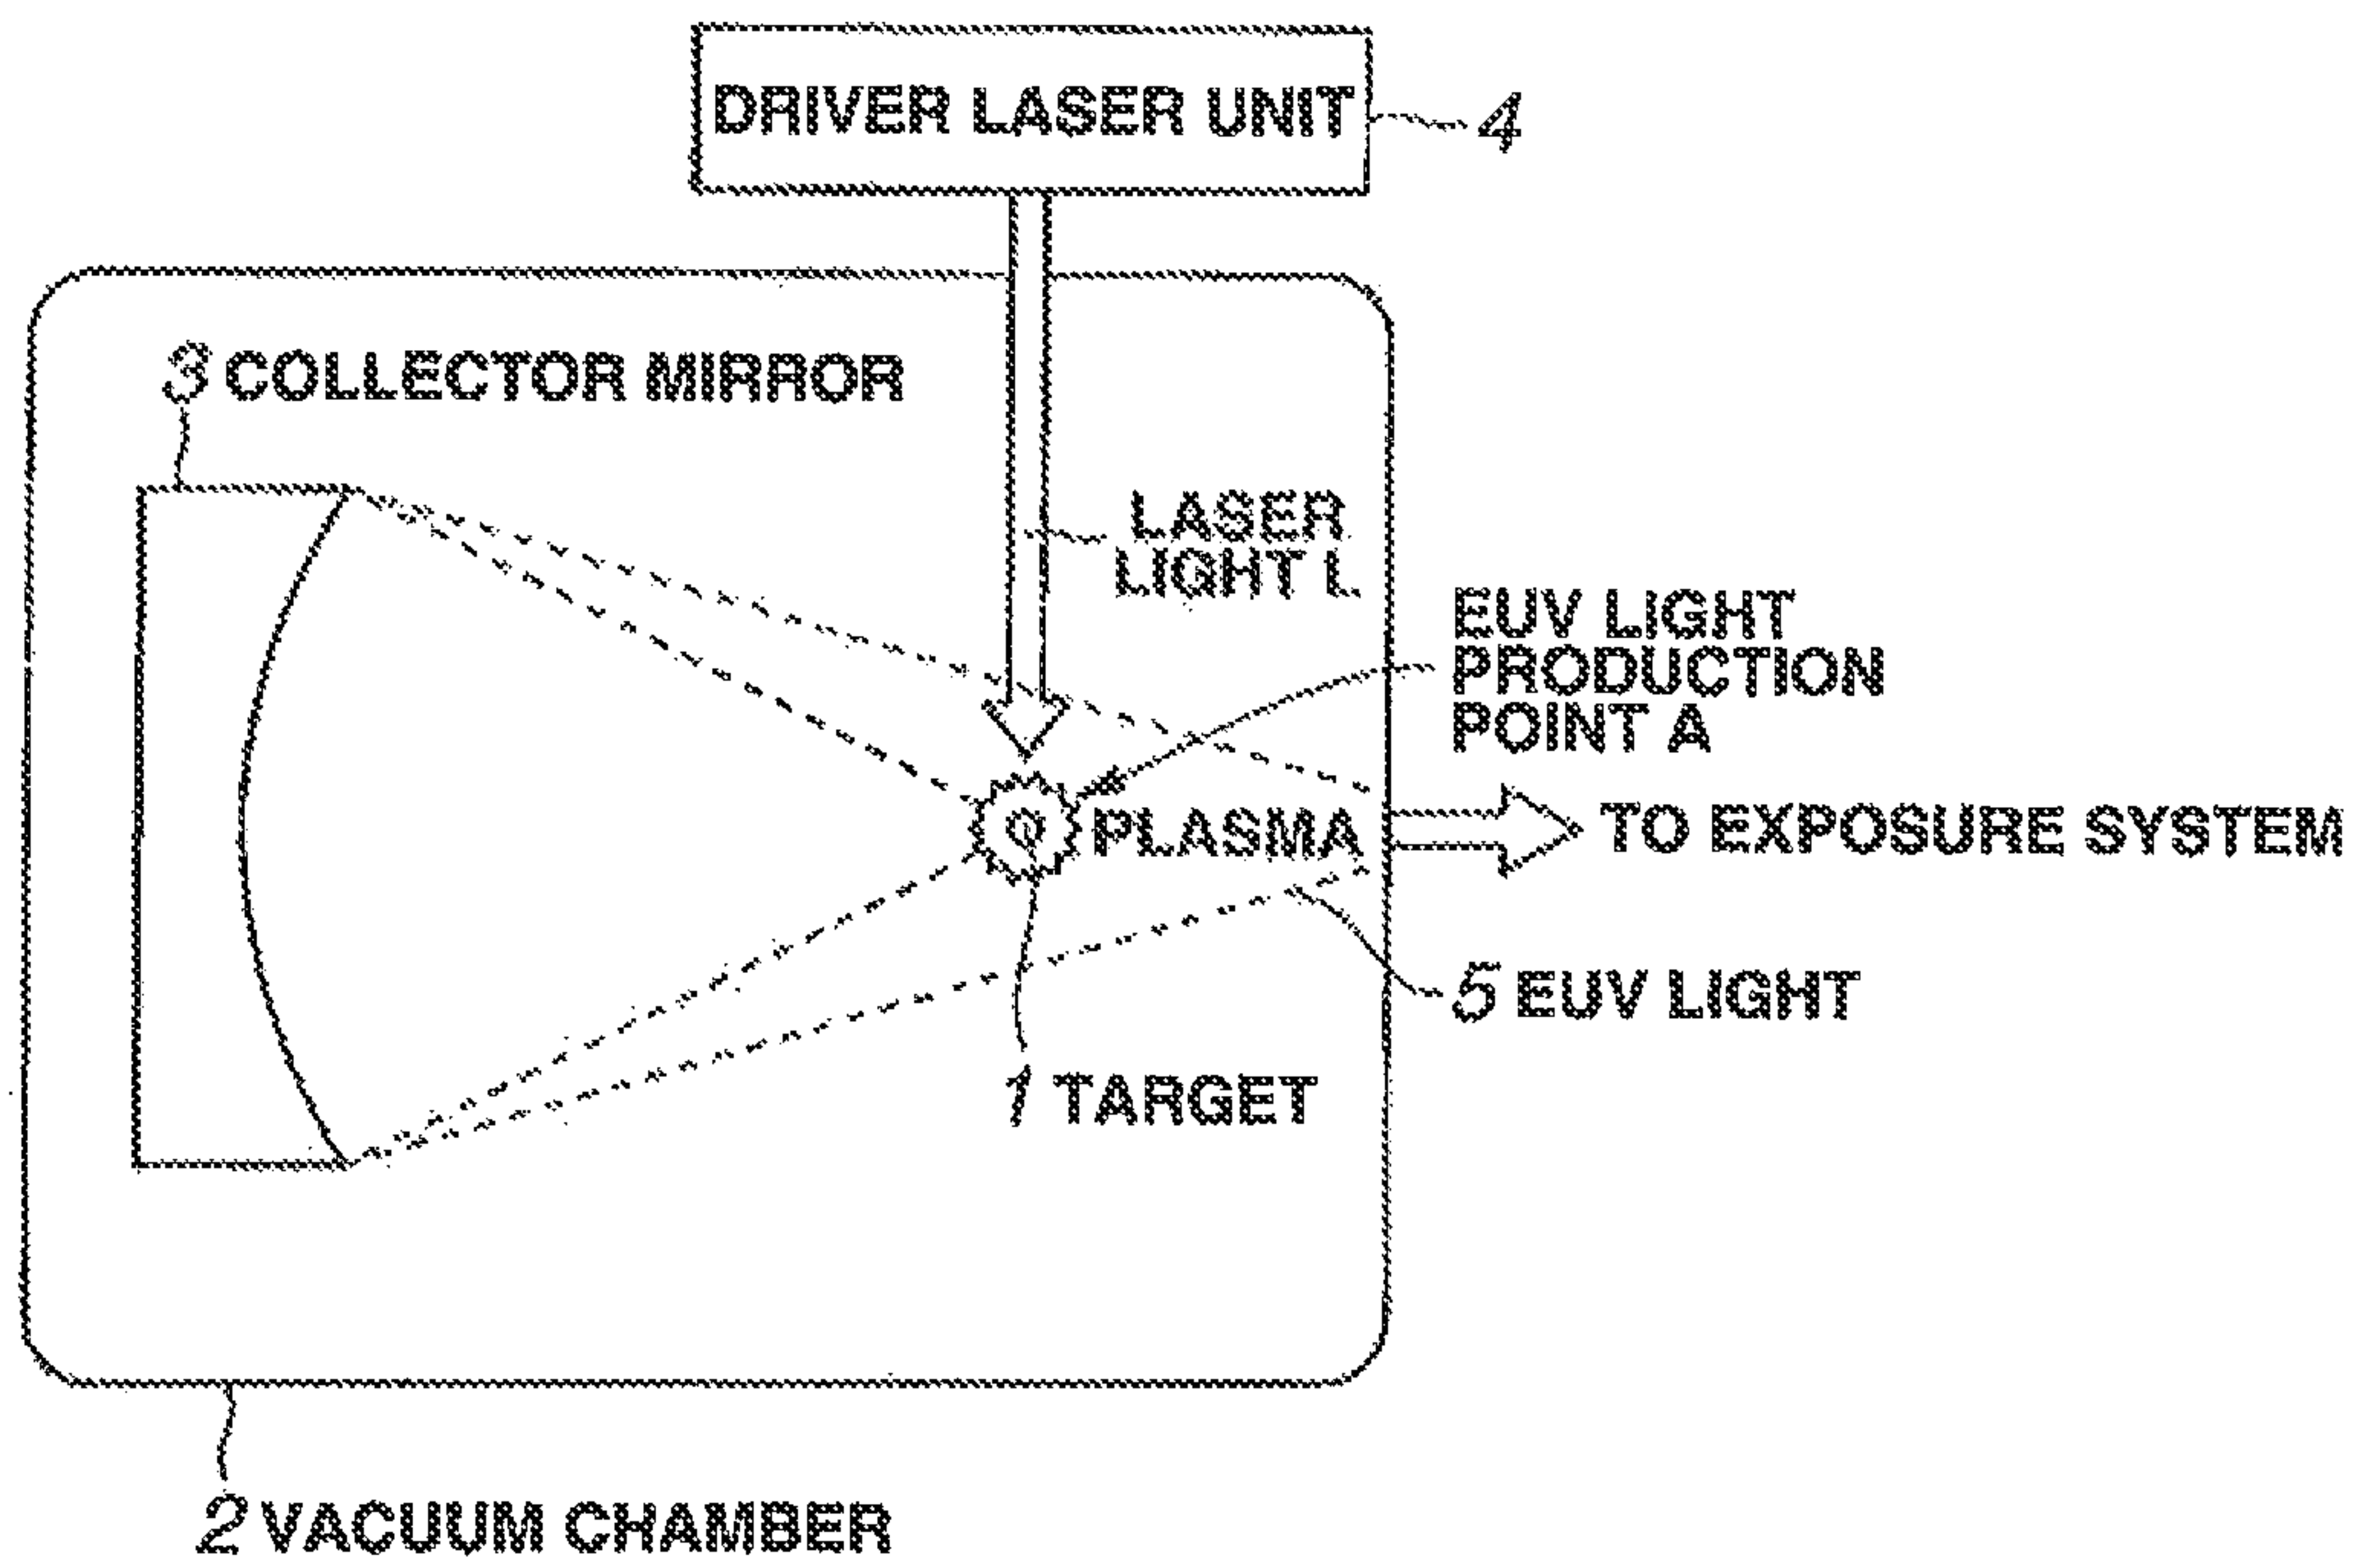 DRIVER LASER UNIT
4
3 COLLECTOR MIRROR
LASER
LIGHT L
EUV LIGHT
PRODUCTION
POINT A
PLASMA
TO EXPOSURE SYSTEM
5 EUV LIGHT
1 TARGET
2 VACUUM CHAMBER